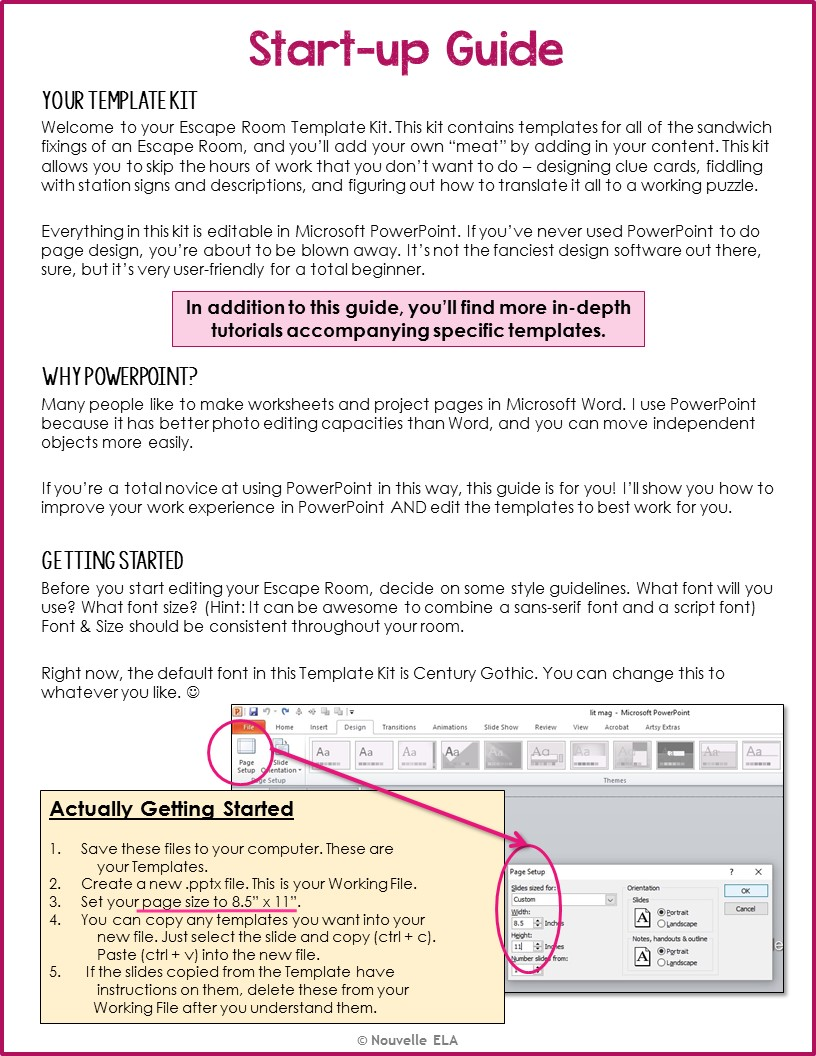 Start-up Guide
YOUR TEMPLATE KIT
Welcome to your Escape Room Template Kit. This kit contains templates for all of the sandwich
fixings of an Escape Room, and you'll add your own “meat” by adding in your content. This kit
allows you to skip the hours of work that you don't want to do – designing clue cards, fiddling
with station signs and descriptions, and figuring out how to translate it all to a working puzzle.
Everything in this kit is editable in Microsoft PowerPoint. If you've never used PowerPoint to do
page design, you're about to be blown away. It's not the fanciest design software out there,
sure, but it's very user-friendly for a total beginner.
In addition to this guide, you'll find more in-depth
tutorials accompanying specific templates.
WHY POWERPOINT?
Many people like to make worksheets and project pages in Microsoft Word. I use PowerPoint
because it has better photo editing capacities than Word, and you can move independent
objects more easily.
If you're a total novice at using PowerPoint in this way, this guide is for you! I'll show you how to
improve your work experience in PowerPoint AND edit the templates to best work for you.
GETTING STARTED
Before you start editing your Escape Room, decide on some style guidelines. What font will you
use? What font size? (Hint: It can be awesome to combine a sans-serif font and a script font)
Font & Size should be consistent throughout your room.
Right now, the default font in this Template Kit is Century Gothic. You can change this to
whatever you like. ☺
lit mag - Microsoft PowerPoint
File Home Insert Design Transitions Animations Slide Show Review View Acrobat Artsy Extras
Page Setup
Slide Orientation
Aa Aa Aa Aa Aa Aa Aa Aa Aa Aa Aa Aa
Page Setup
Themes
Actually Getting Started
1. Save these files to your computer. These are
your Templates.
2. Create a new .pptx file. This is your Working File.
3. Set your page size to 8.5” x 11”.
4. You can copy any templates you want into your
new file. Just select the slide and copy (ctrl + c).
Paste (ctrl + v) into the new file.
5. If the slides copied from the Template have
instructions on them, delete these from your
Working File after you understand them.
Page Setup ? X
Slides sized for:
Custom
Width:
8.5 Inches
Height:
11 Inches
Number slides from:
Orientation
Slides
A Portrait
Landscape
Notes, handouts & outline
A Portrait
Landscape
OK
Cancel
© Nouvelle ELA